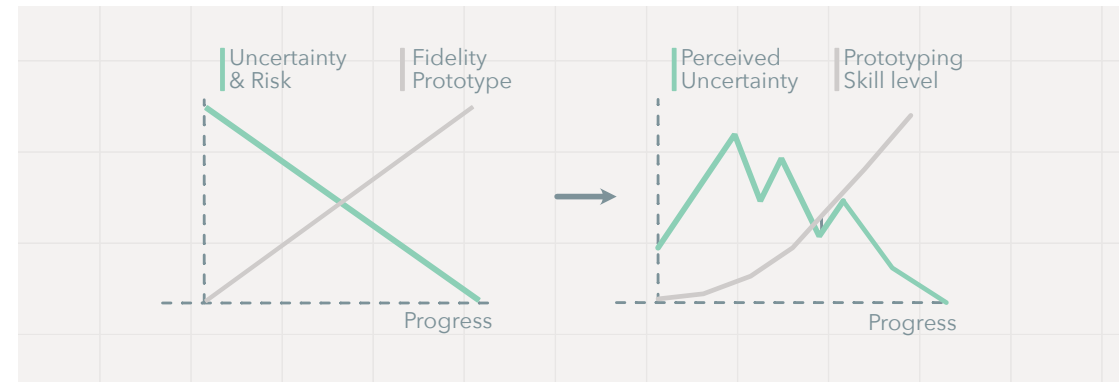 Uncertainty
& Risk
Fidelity
Prototype
Progress
Perceived
Uncertainty
Prototyping
Skill level
Progress